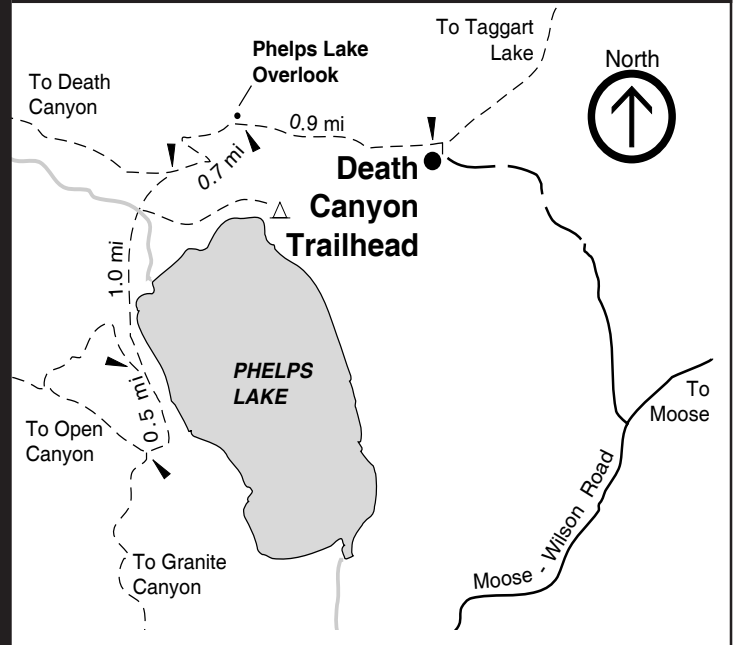 To Taggart
Lake
North
Phelps Lake
Overlook
To Death
Canyon
0.9 mi
0.7 mi
Death
Canyon
Trailhead
1.0 mi
PHELPS
LAKE
0.5 mi
To
Moose
To Open
Canyon
Moose - Wilson Road
To Granite
Canyon